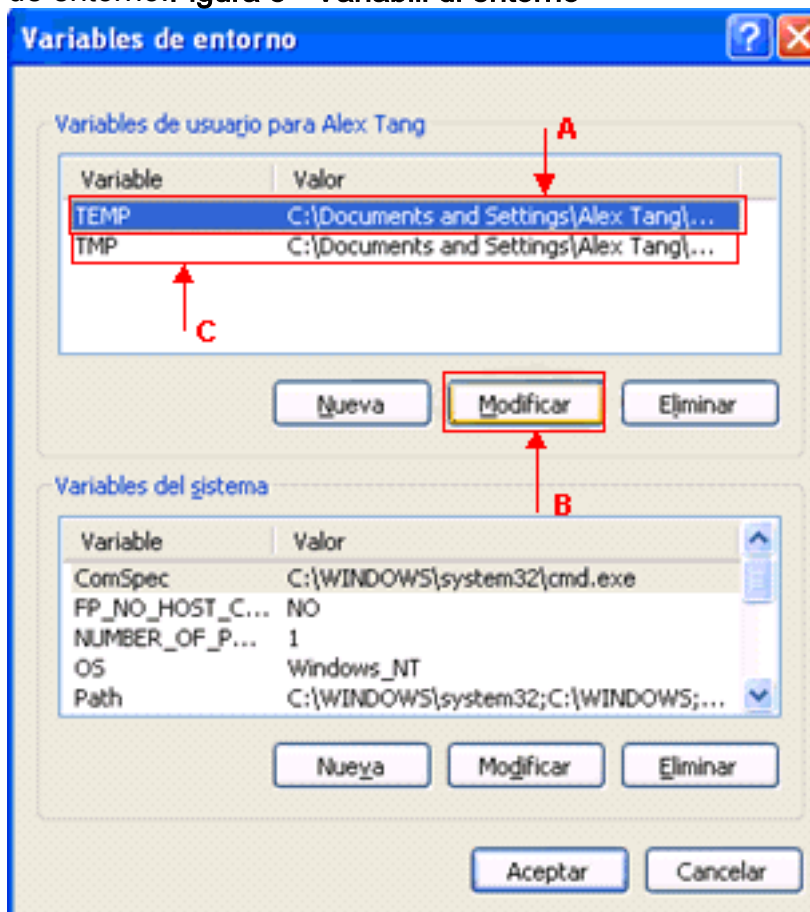 Variables de entorno
Variables de usuario para Alex Tang
A
Variable Valor
TEMP C:\Documents and Settings\Alex Tang\...
TMP C:\Documents and Settings\Alex Tang\...
C
Nueva Modificar Eliminar
B
Variables del sistema
Variable Valor
ComSpec C:\WINDOWS\system32\cmd.exe
FP_NO_HOST_C... NO
NUMBER_OF_P... 1
OS Windows_NT
Path C:\WINDOWS\system32;C:\WINDOWS;...
Nueva Modificar Eliminar
Aceptar Cancelar